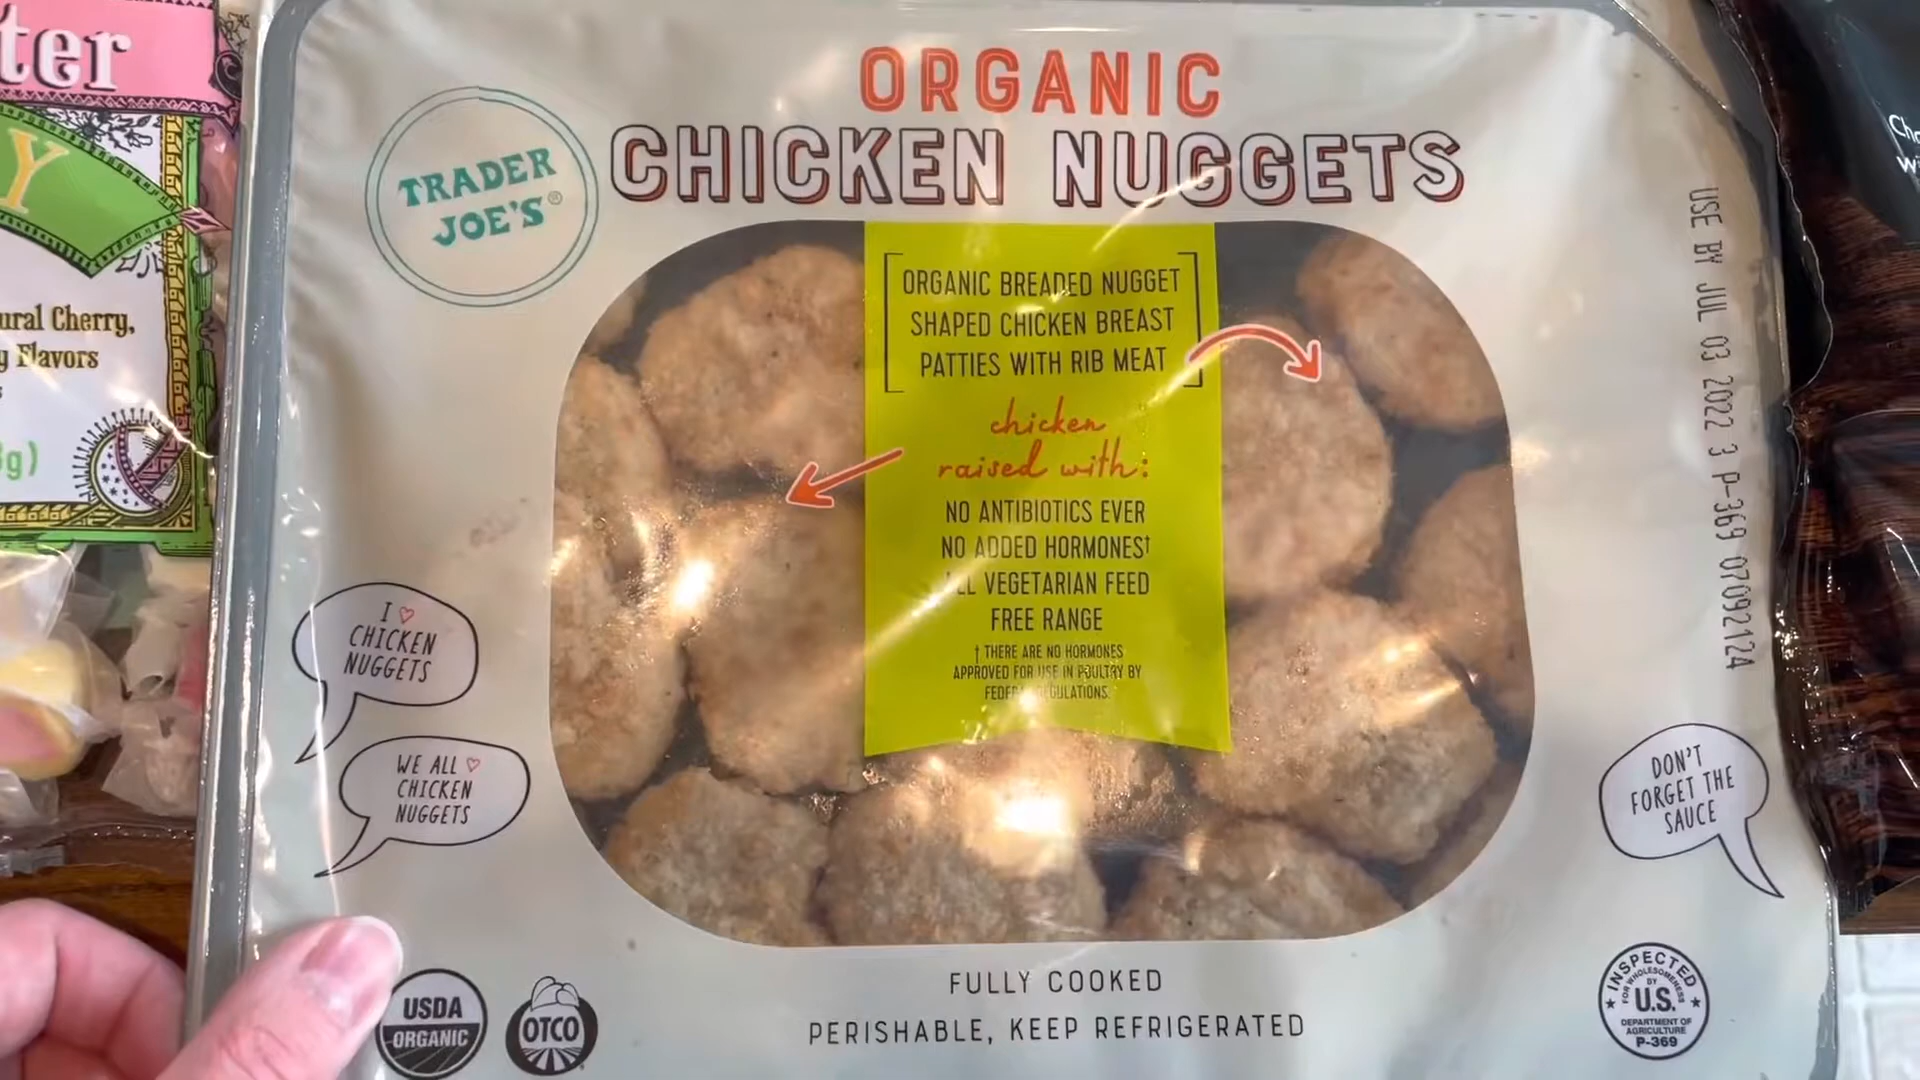 ter
Y
ural Cherry,
y Flavors
g)
TRADER
JOE'S®
ORGANIC
CHICKEN NUGGETS
ORGANIC BREADED NUGGET
SHAPED CHICKEN BREAST
PATTIES WITH RIB MEAT
chicken
raised with:
NO ANTIBIOTICS EVER
NO ADDED HORMONES†
VEGETARIAN FEED
FREE RANGE
† THERE ARE NO HORMONES
APPROVED FOR USE IN POULTRY BY
I ♡
CHICKEN
NUGGETS
WE ALL ♡
CHICKEN
NUGGETS
USE BY JUL 03 2022 3 P-369 07092124
DON'T
FORGET THE
SAUCE
FULLY COOKED
PERISHABLE, KEEP REFRIGERATED
USDA
ORGANIC
OTCO
INSPECTED
FOR WHOLESOMENESS
BY
U.S.
DEPARTMENT OF
AGRICULTURE
P-369